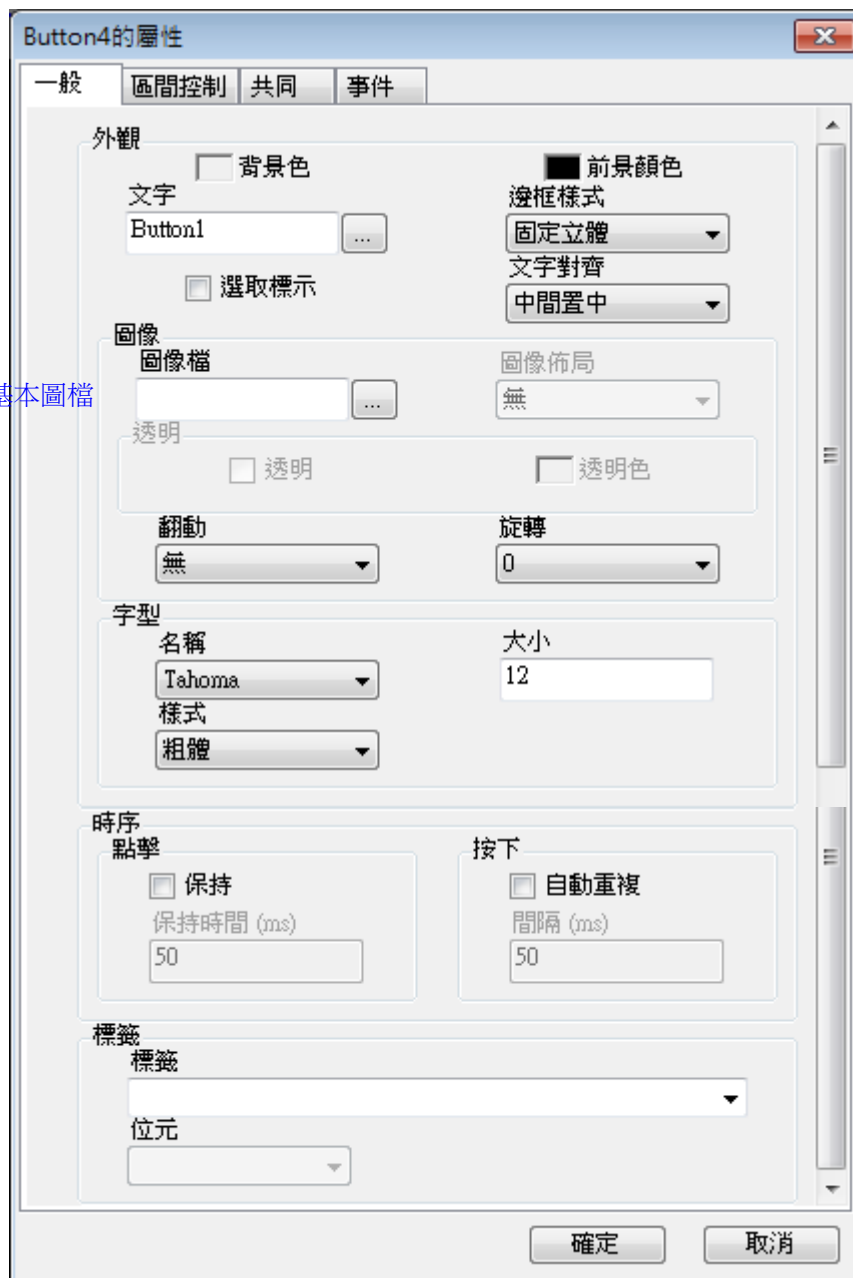 Button4的屬性
一般 區間控制 共同 事件
外觀
背景色 前景顏色
文字 邊框樣式
Button1 ... 固定立體
文字對齊
選取標示 中間置中
圖像
圖像檔 圖像佈局
基本圖檔 ... 無
透明
透明 透明色
翻動 旋轉
無 0
字型
名稱 大小
Tahoma 12
樣式
粗體
時序
點擊 按下
保持 自動重複
保持時間 (ms) 間隔 (ms)
50 50
標籤
標籤
位元
確定 取消